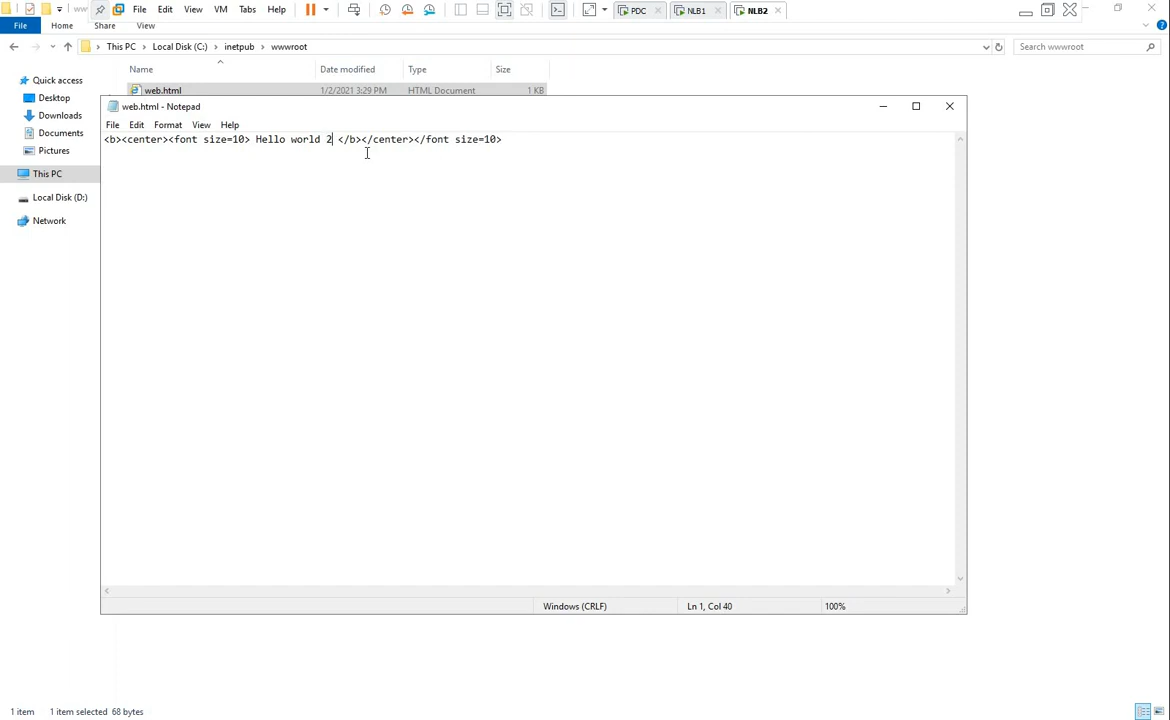 File Edit View VM Tabs Help PDC NLB1 NLB2
File Home Share View
This PC Local Disk (C:) inetpub wwwroot Search wwwroot
Name Date modified Type Size
web.html 1/2/2021 3:29 PM HTML Document 1 KB
Quick access
Desktop
Downloads
Documents
Pictures
This PC
Local Disk (D:)
Network
web.html - Notepad
File Edit Format View Help
<b><center><font size=10> Hello world 2 </b></center></font size=10>
Windows (CRLF) Ln 1, Col 40 100%
1 item 1 item selected 68 bytes